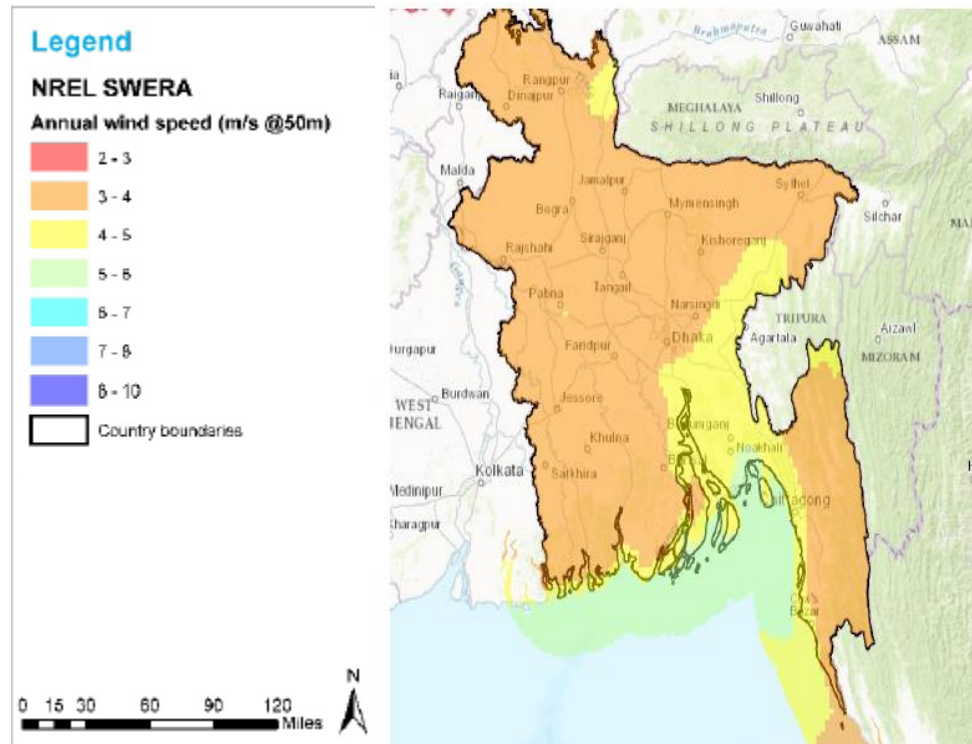 Legend
NREL SWERA
Annual wind speed (m/s @50m)
2 - 3
3 - 4
4 - 5
5 - 6
6 - 7
7 - 8
8 - 10
Country boundaries
N
0 15 30 60 90 120
Miles
Brahmaputra
Guwahati
ASSAM
Rangpur
Raiganj
Dinajpur
MEGHALAYA
Shillong
SHILLONG PLATEAU
Malda
Jamalpur
Sylhet
Bogra
Mymensingh
Silchar
Rajshahi
Sirajganj
Kishoreganj
Tangail
Patina
Narsingdi
TRIPURA
Dhaka
Agartala
Aizawl
Faridpur
MIZORAM
Burdwan
Jessore
WEST
BENGAL
Khulna
Noakhali
Kolkata
Satkhira
Medinipur
Kharagpur
Cox's
Bazar